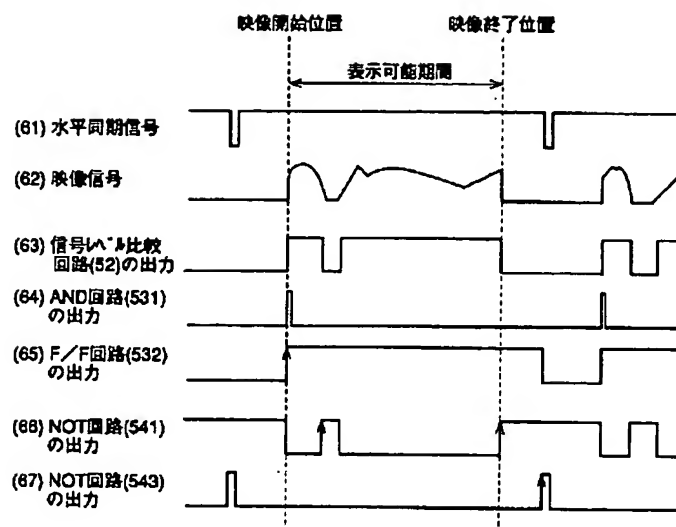 映像開始位置
映像終了位置
表示可能期間
(61) 水平同期信号
(62) 映像信号
(63) 信号レベル比較
回路(52)の出力
(64) AND回路(531)
の出力
(65) F／F回路(532)
の出力
(66) NOT回路(541)
の出力
(67) NOT回路(543)
の出力